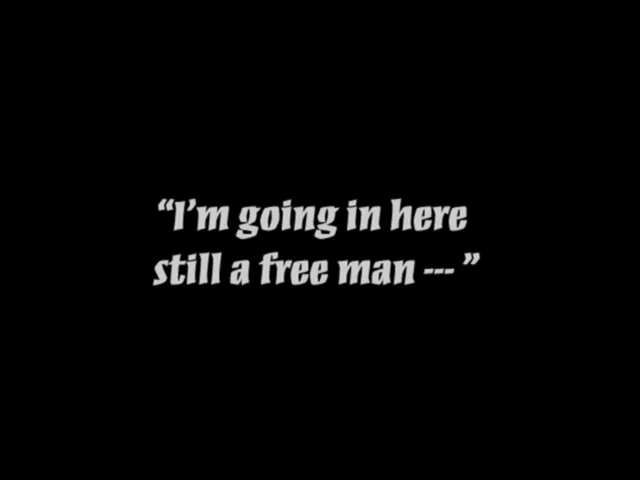 “I’m going in here
still a free man --- ”